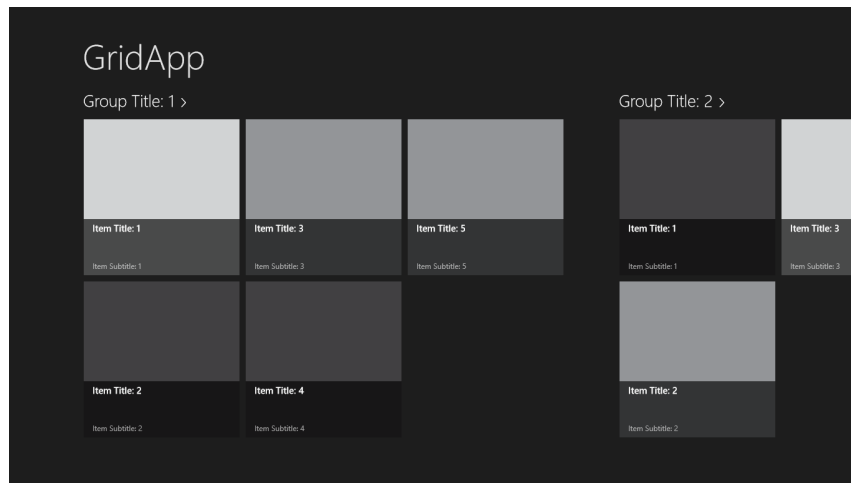 GridApp
Group Title: 1 >
Item Title: 1
Item Subtitle: 1
Item Title: 3
Item Subtitle: 3
Item Title: 5
Item Subtitle: 5
Item Title: 2
Item Subtitle: 2
Item Title: 4
Item Subtitle: 4
Group Title: 2 >
Item Title: 1
Item Subtitle: 1
Item Title: 3
Item Subtitle: 3
Item Title: 2
Item Subtitle: 2